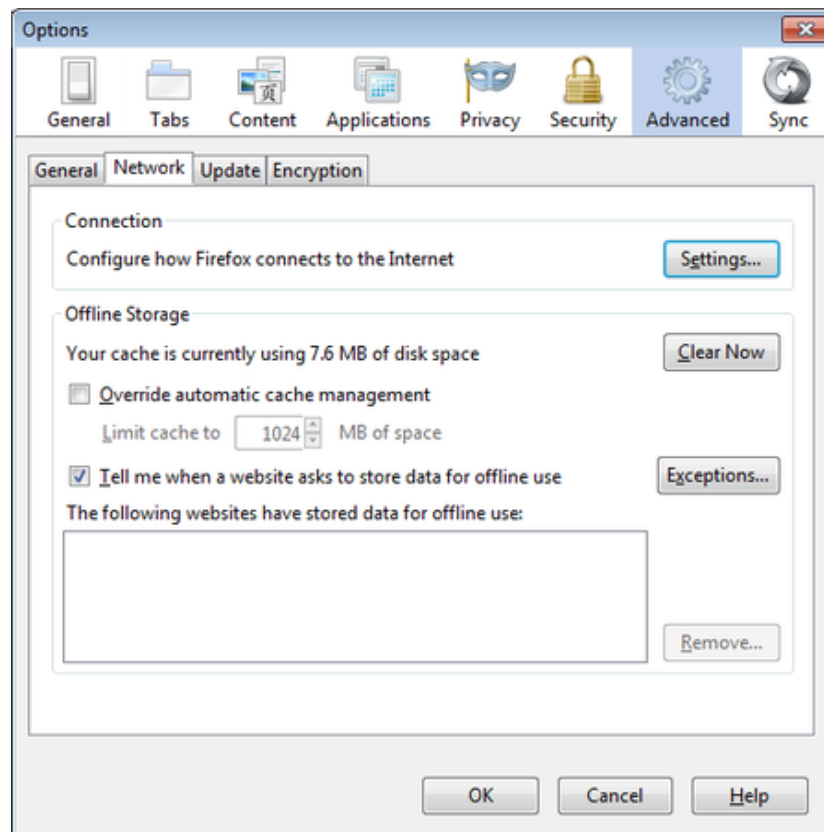 Options
General Tabs Content Applications Privacy Security Advanced Sync
General Network Update Encryption
Connection
Configure how Firefox connects to the Internet Settings...
Offline Storage
Your cache is currently using 7.6 MB of disk space Clear Now
Override automatic cache management
Limit cache to 1024 MB of space
Tell me when a website asks to store data for offline use Exceptions...
The following websites have stored data for offline use:
Remove...
OK Cancel Help